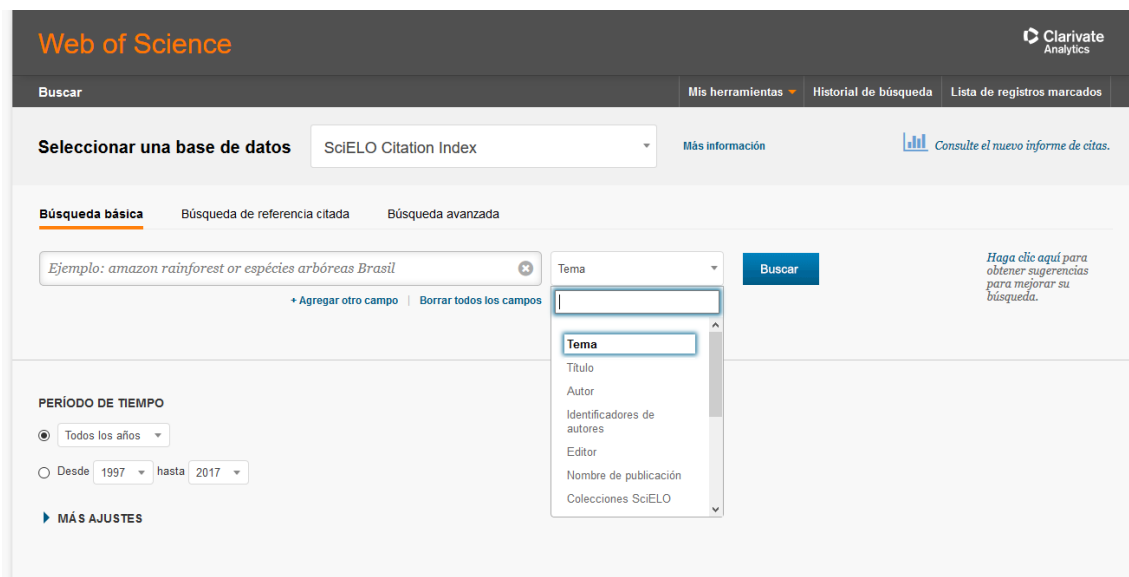 Web of Science
Clarivate
Analytics
Buscar
Mis herramientas
Historial de búsqueda
Lista de registros marcados
Seleccionar una base de datos
SciELO Citation Index
Más información
Consulte el nuevo informe de citas.
Búsqueda básica
Búsqueda de referencia citada
Búsqueda avanzada
Ejemplo: amazon rainforest or espécies arbóreas Brasil
Tema
Buscar
Haga clic aquí para
obtener sugerencias
para mejorar su
búsqueda.
+ Agregar otro campo | Borrar todos los campos
Tema
Título
Autor
Identificadores de
autores
Editor
Nombre de publicación
Colecciones SciELO
PERÍODO DE TIEMPO
Todos los años
Desde 1997 hasta 2017
MÁS AJUSTES